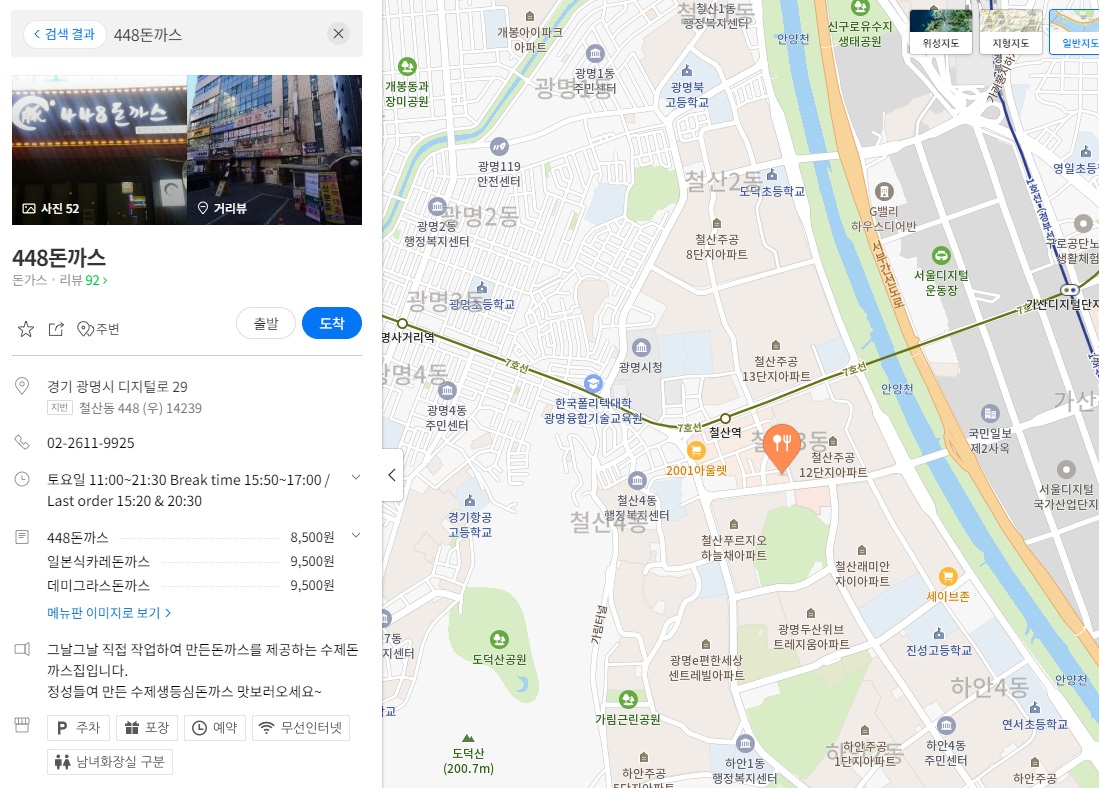 검색 결과
448돈까스
448돈까스
사진 52
거리뷰
448돈까스
돈가스 · 리뷰 92
주변
출발
도착
경기 광명시 디지털로 29
지번 철산동 448 (우) 14239
02-2611-9925
토요일 11:00~21:30 Break time 15:50~17:00 /
Last order 15:20 & 20:30
448돈까스 8,500원
일본식카레돈까스 9,500원
데미그라스돈까스 9,500원
메뉴판 이미지로 보기
그날그날 직접 작업하여 만든돈까스를 제공하는 수제돈
까스집입니다.
정성들여 만든 수제생등심돈까스 맛보러오세요~
주차
포장
예약
무선인터넷
남녀화장실 구분
위성지도
지형지도
일반지도
철산1동
행정복지센터
개봉아이파크
아파트
안양천
신구로유수지
생태공원
광명1동
광명1동
주민센터
개봉동과
장미공원
광명북
고등학교
광명119
안전센터
영일초등
철산2동
도덕초등학교
G밸리
하우스디어반
1호선(경부선)
광명2동
광명2동
행정복지센터
철산주공
8단지아파트
서부간선도로
구로공단노
생활체험
서울디지털
운동장
광명3동
광명초등학교
가산디지털단지
7호선
명사거리역
7호선
광명시청
철산주공
13단지아파트
7호선
광명4동
광명4동
주민센터
한국폴리텍대학
광명융합기술교육원
안양천
가산
7호선
철산역
철산3동
국민일보
제2사옥
2001아울렛
철산주공
12단지아파트
서울디지털
국가산업단지
철산4동
철산4동
행정복지센터
경기항공
고등학교
철산푸르지오
하늘채아파트
철산래미안
자이아파트
세이브존
가림터널
광명두산위브
트레지움아파트
7동
지센터
도덕산공원
광명e편한세상
센트레빌아파트
진성고등학교
안양천
하안4동
교
가림근린공원
연서초등학교
도덕산
(200.7m)
하안1동
행정복지센터
하안주공
1단지아파트
하안4동
주민센터
하안주공
5단지아파트
하안주공